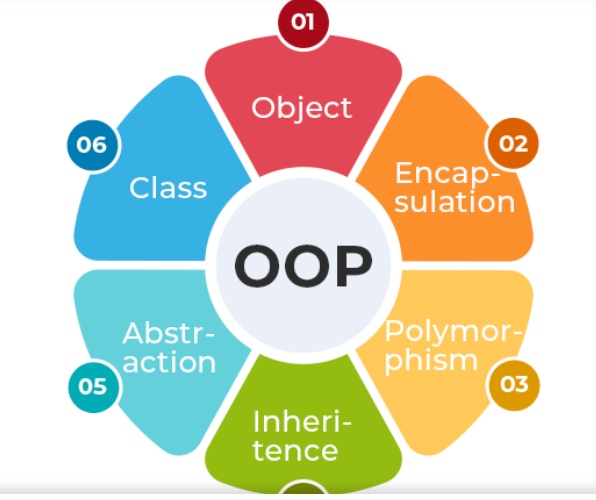 01
Object
02
Encap-
sulation
Polymor-
phism
03
Inheri-
tence
Abstr-
action
05
Class
06
OOP